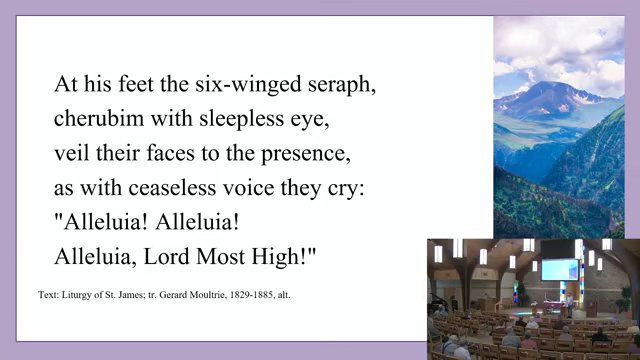 At his feet the six-winged seraph,
cherubim with sleepless eye,
veil their faces to the presence,
as with ceaseless voice they cry:
"Alleluia! Alleluia!
Alleluia, Lord Most High!"
Text: Liturgy of St. James; tr. Gerard Moultrie, 1829-1885, alt.